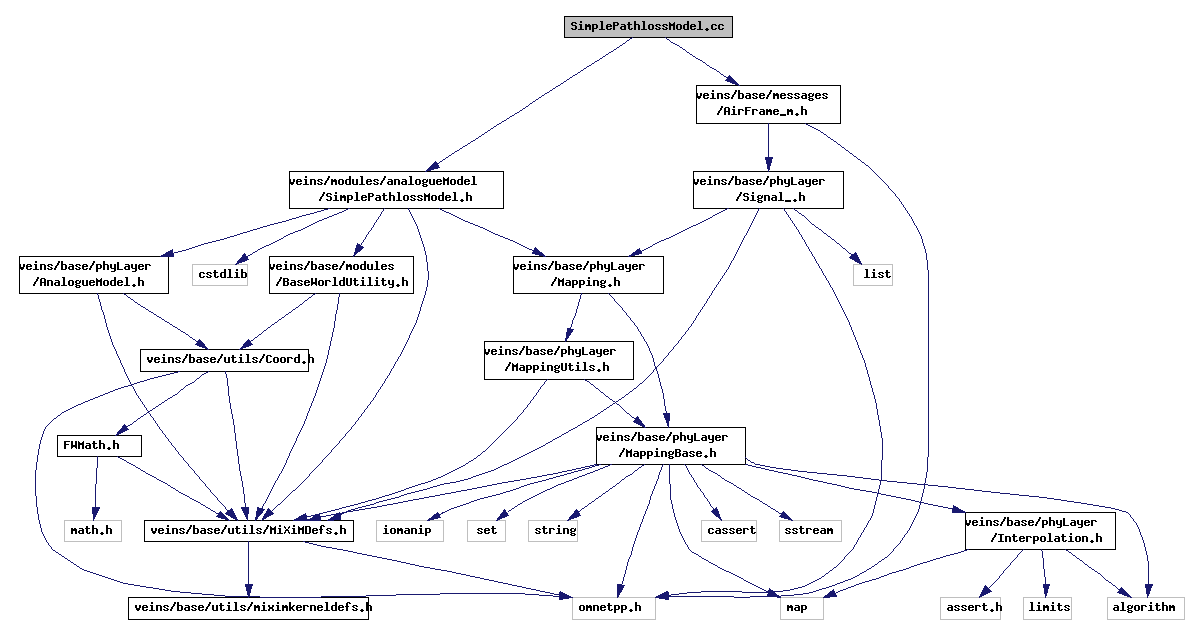 SimplePathlossModel.cc
veins/base/messages
/AirFrame_m.h
veins/modules/analogueModel
/SimplePathlossModel.h
veins/base/phyLayer
/Signal_.h
veins/base/phyLayer
/AnalogueModel.h
cstdlib
veins/base/modules
/BaseWorldUtility.h
veins/base/phyLayer
/Mapping.h
list
veins/base/utils/Coord.h
veins/base/phyLayer
/MappingUtils.h
FWMath.h
veins/base/phyLayer
/MappingBase.h
math.h
veins/base/utils/MiXiMDefs.h
iomanip
set
string
cassert
sstream
veins/base/phyLayer
/Interpolation.h
veins/base/utils/miximkerneldefs.h
omnetpp.h
map
assert.h
limits
algorithm